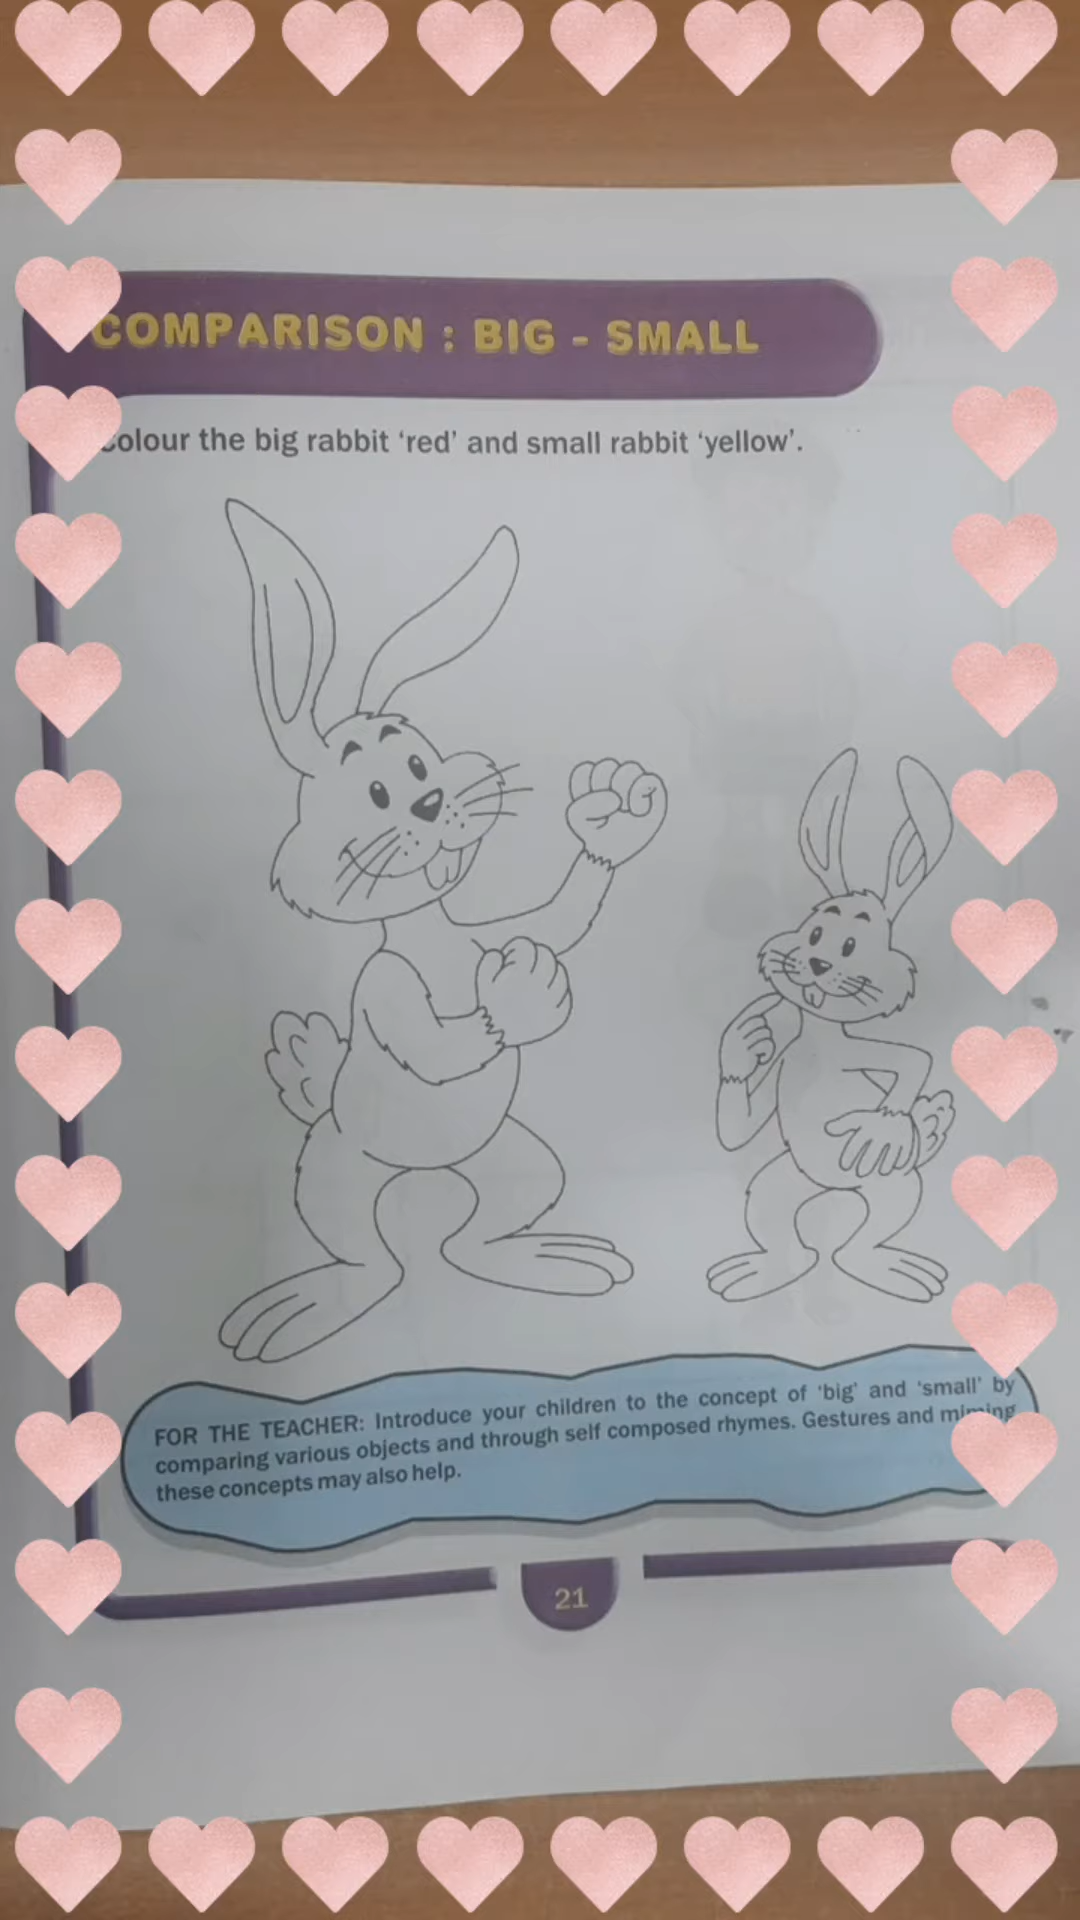 COMPARISON : BIG - SMALL
Colour the big rabbit ‘red’ and small rabbit ‘yellow’.
FOR THE TEACHER: Introduce your children to the concept of ‘big’ and ‘small’ by
comparing various objects and through self composed rhymes. Gestures and miming
these concepts may also help.
21